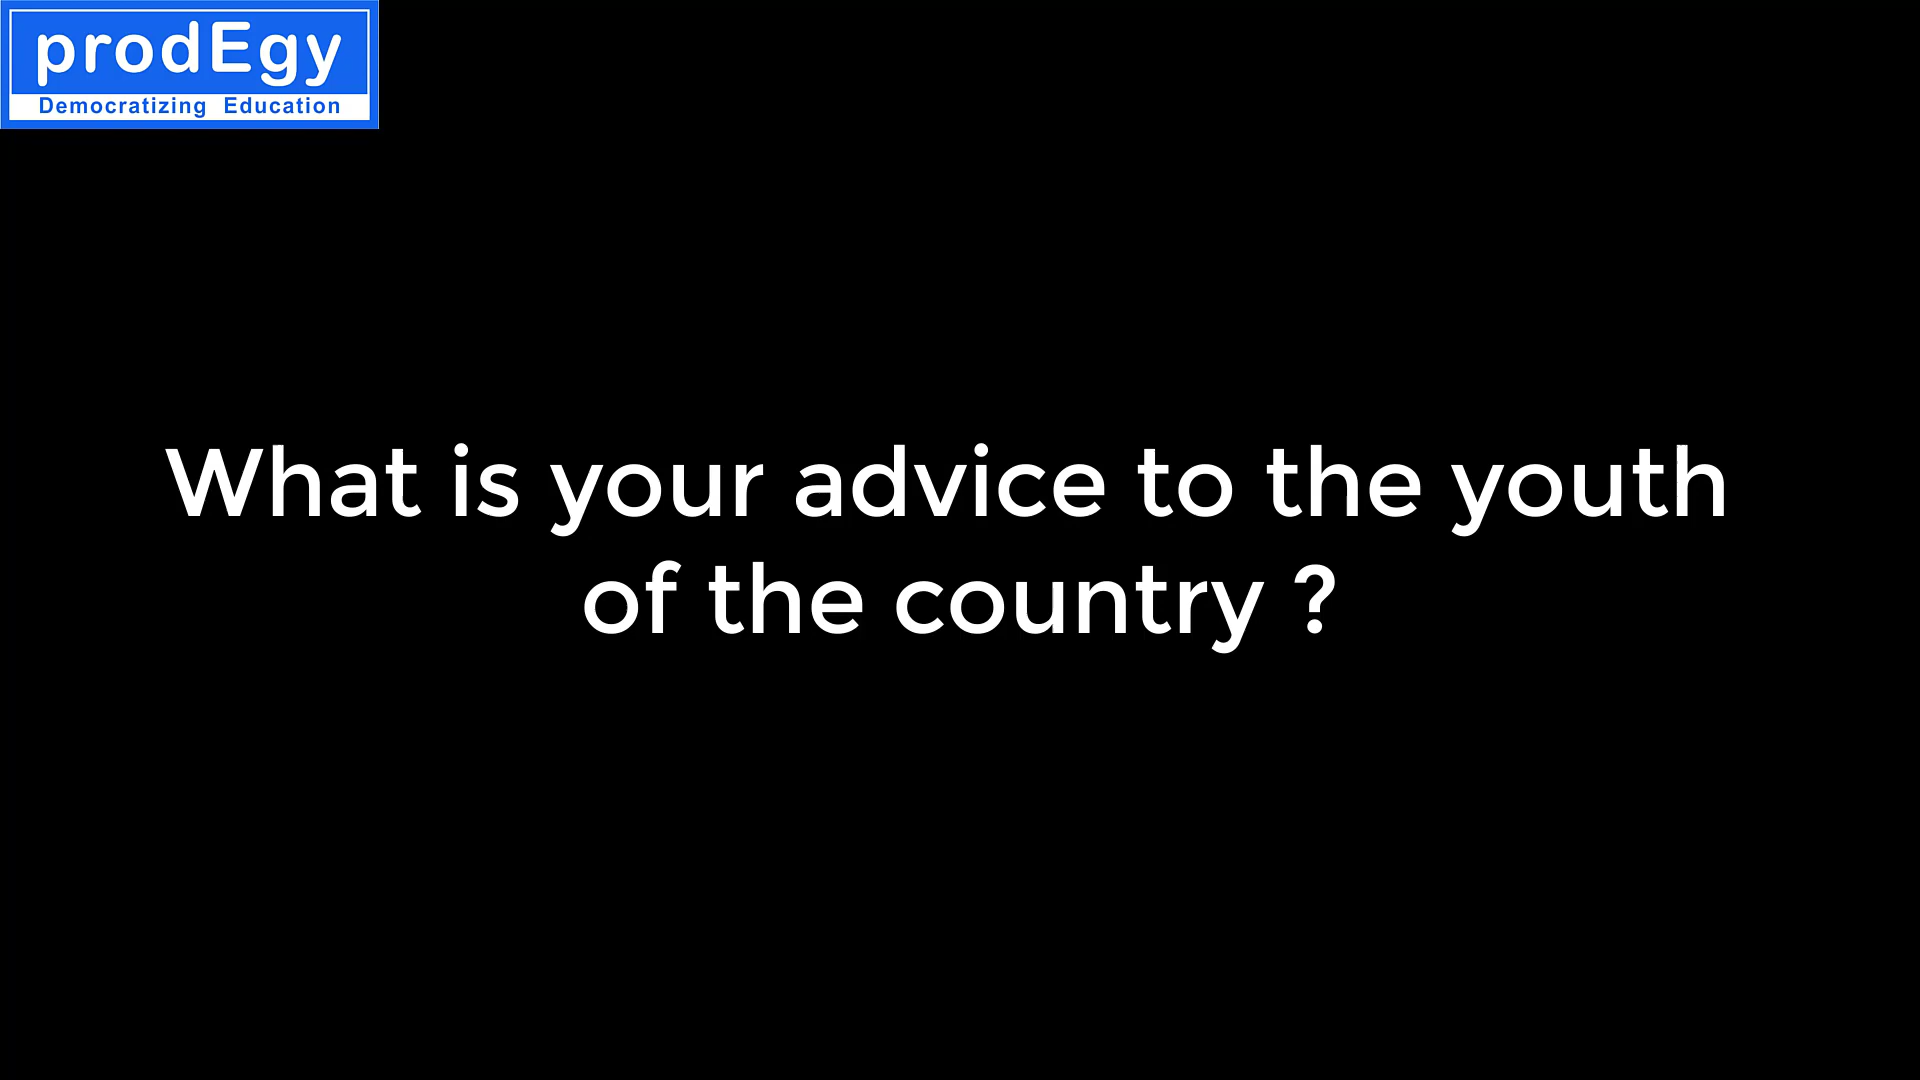 prodEgy
Democratizing Education
What is your advice to the youth
of the country ?